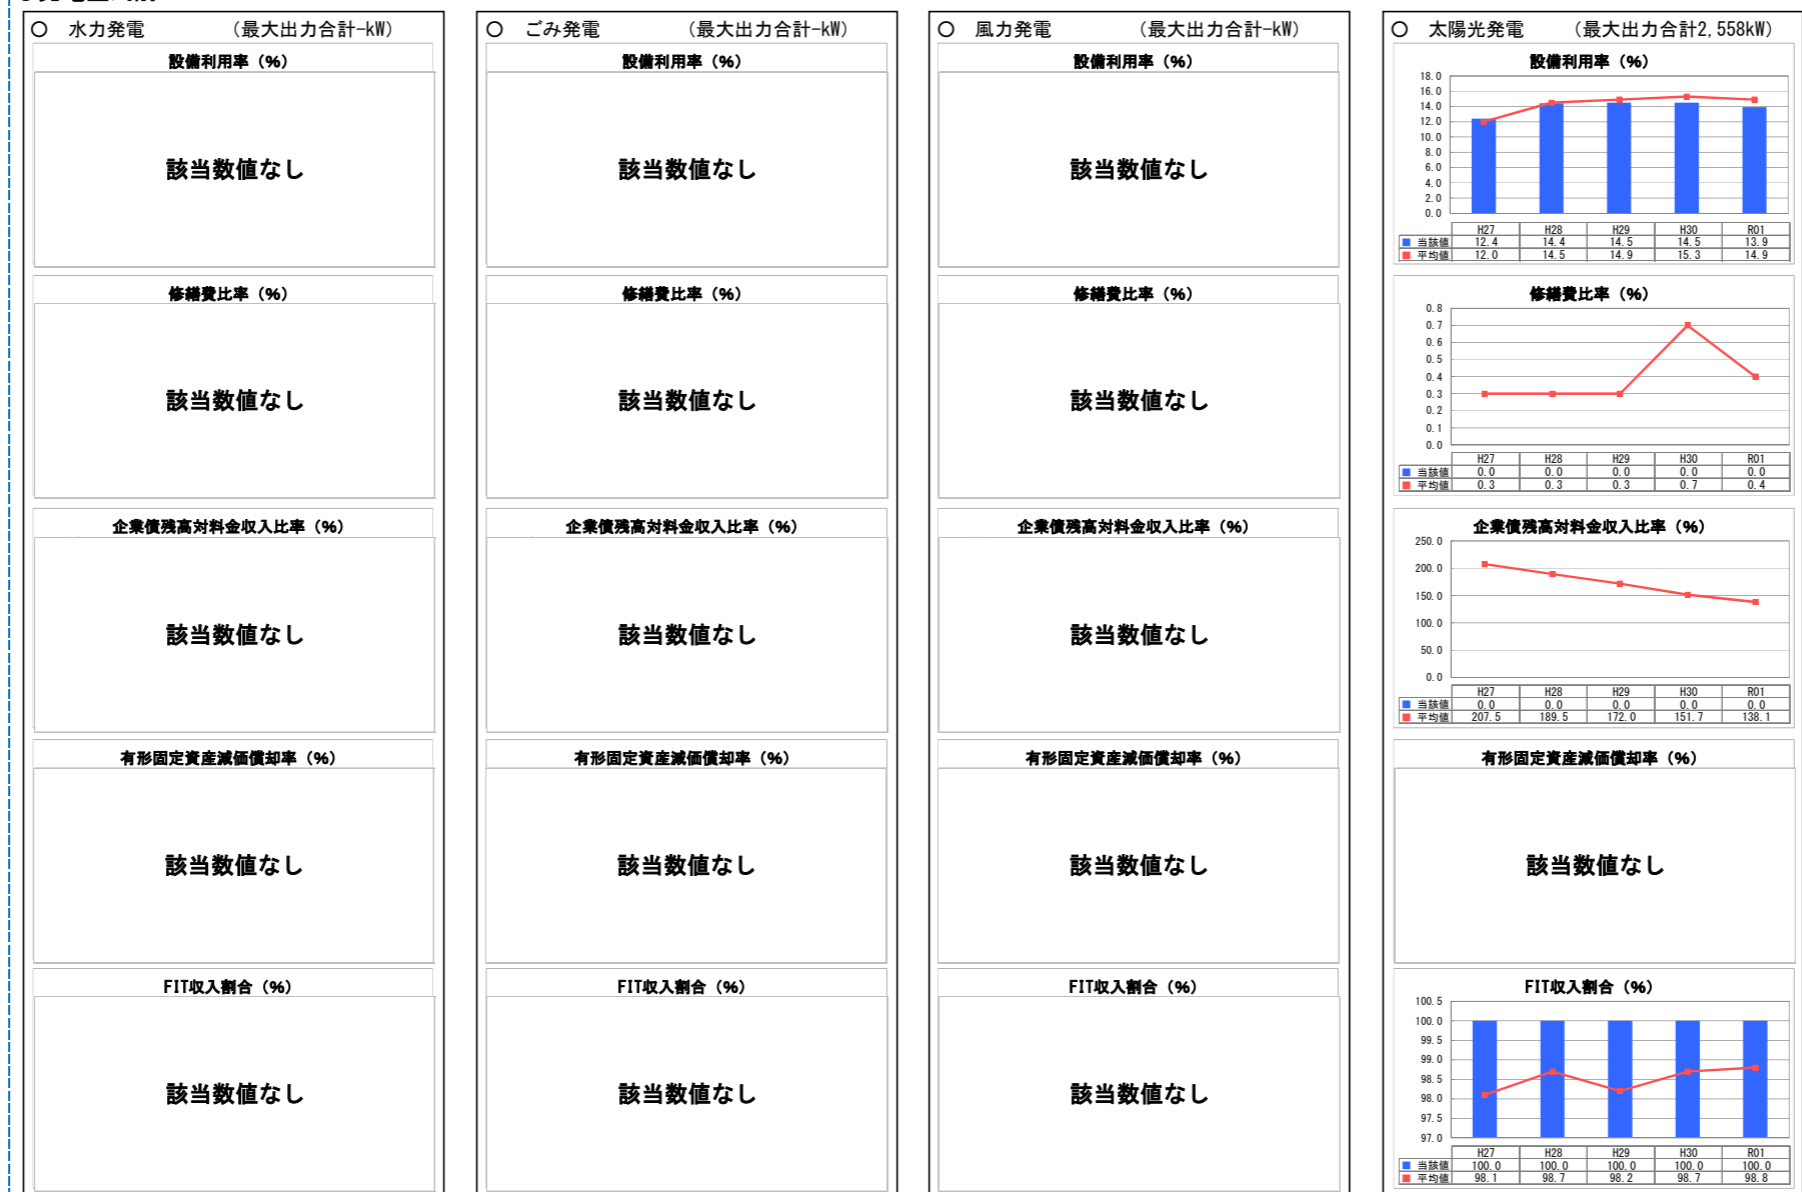 ○ 水力発電 （最大出力合計-kW）
設備利用率（%）
該当数値なし
修繕費比率（%）
該当数値なし
企業債残高対料金収入比率（%）
該当数値なし
有形固定資産減価償却率（%）
該当数値なし
FIT収入割合（%）
該当数値なし
○ ごみ発電 （最大出力合計-kW）
設備利用率（%）
該当数値なし
修繕費比率（%）
該当数値なし
企業債残高対料金収入比率（%）
該当数値なし
有形固定資産減価償却率（%）
該当数値なし
FIT収入割合（%）
該当数値なし
○ 風力発電 （最大出力合計-kW）
設備利用率（%）
該当数値なし
修繕費比率（%）
該当数値なし
企業債残高対料金収入比率（%）
該当数値なし
有形固定資産減価償却率（%）
該当数値なし
FIT収入割合（%）
該当数値なし
○ 太陽光発電 （最大出力合計2,558kW）
設備利用率（%）
18.0
16.0
14.0
12.0
10.0
8.0
6.0
4.0
2.0
0.0
H27 H28 H29 H30 R01
当該値 12.4 14.4 14.5 14.5 13.9
平均値 12.0 14.5 14.9 15.3 14.9
修繕費比率（%）
0.8
0.7
0.6
0.5
0.4
0.3
0.2
0.1
0.0
H27 H28 H29 H30 R01
当該値 0.0 0.0 0.0 0.0 0.0
平均値 0.3 0.3 0.3 0.7 0.4
企業債残高対料金収入比率（%）
250.0
200.0
150.0
100.0
50.0
0.0
H27 H28 H29 H30 R01
当該値 0.0 0.0 0.0 0.0 0.0
平均値 207.5 189.5 172.0 151.7 138.1
有形固定資産減価償却率（%）
該当数値なし
FIT収入割合（%）
100.5
100.0
99.5
99.0
98.5
98.0
97.5
97.0
H27 H28 H29 H30 R01
当該値 100.0 100.0 100.0 100.0 100.0
平均値 98.1 98.7 98.2 98.7 98.8